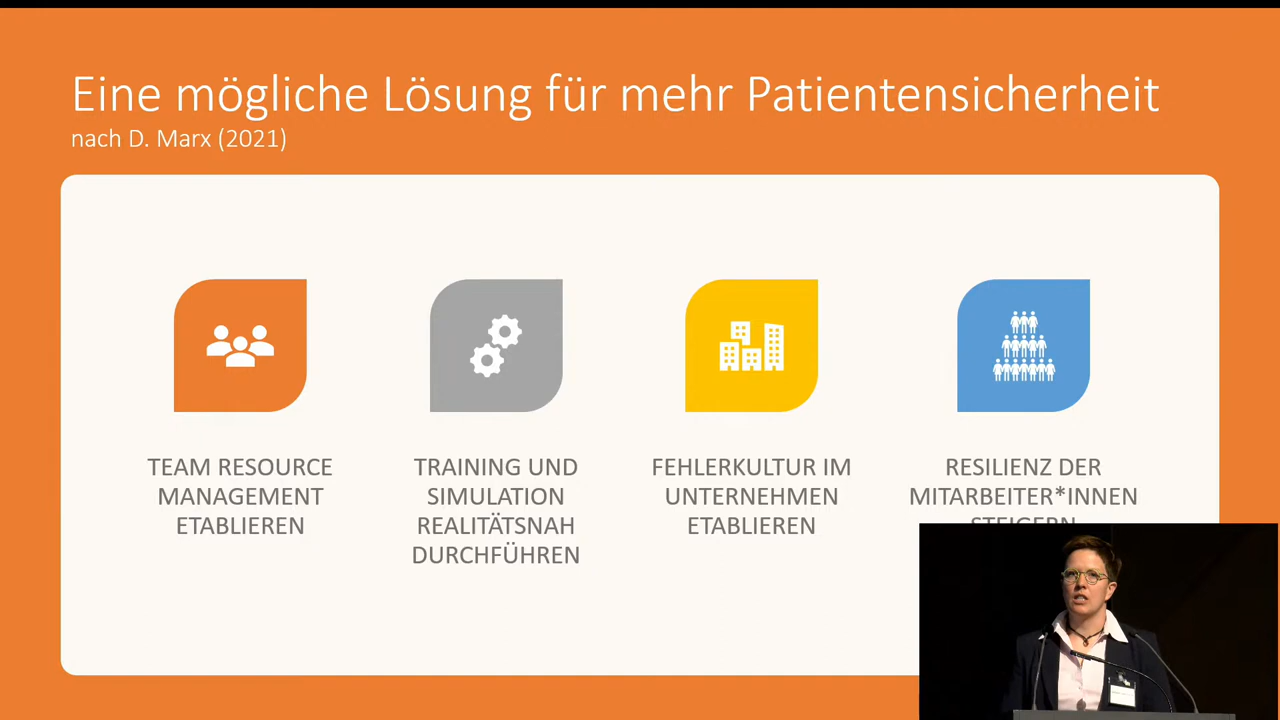 Eine mögliche Lösung für mehr Patientensicherheit
nach D. Marx (2021)
TEAM RESOURCE
MANAGEMENT
ETABLIEREN
TRAINING UND
SIMULATION
REALITÄTSNAH
DURCHFÜHREN
FEHLERKULTUR IM
UNTERNEHMEN
ETABLIEREN
RESILIENZ DER
MITARBEITER*INNEN
STEIGERN